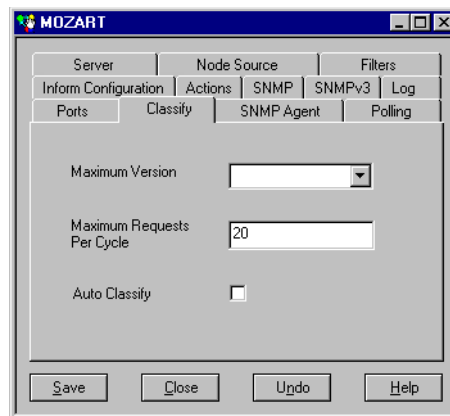 MOZART
Server Node Source Filters
Inform Configuration Actions SNMP SNMPv3 Log
Ports Classify SNMP Agent Polling
Maximum Version
Maximum Requests
Per Cycle
20
Auto Classify
Save Close Undo Help